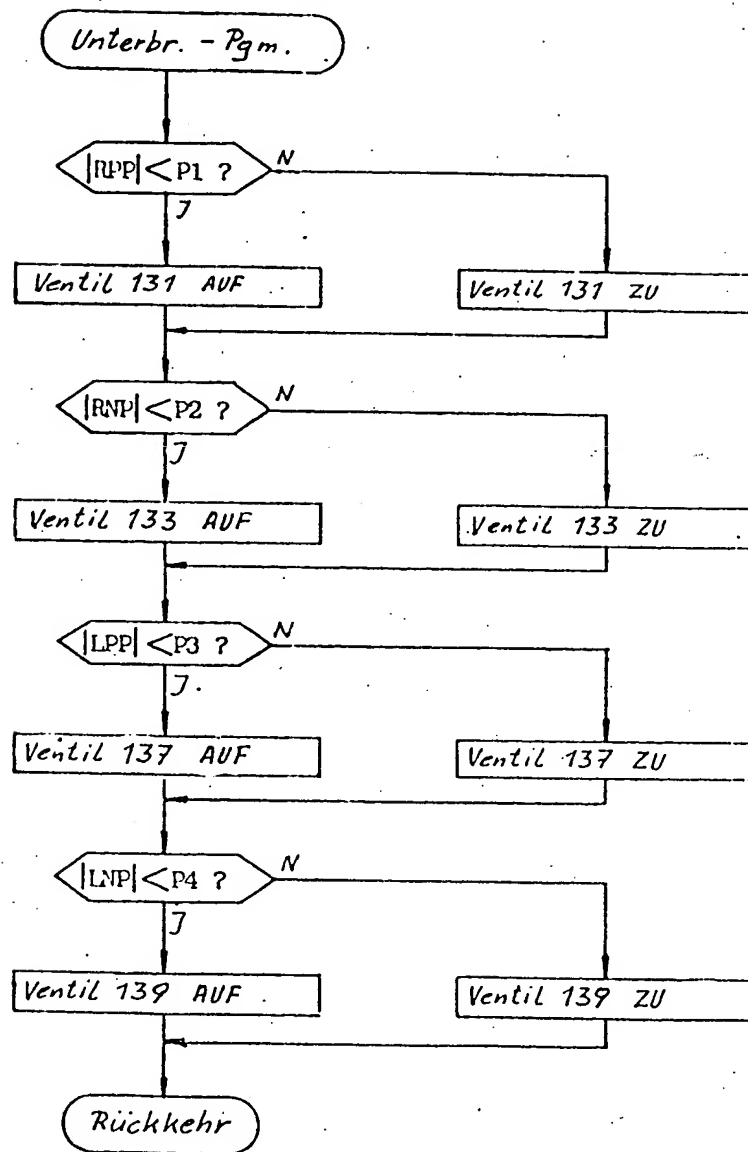 Unterbr. - Pgm.
|RPP| < P1 ?
N
J
Ventil 131 AUF
Ventil 131 ZU
|RNP| < P2 ?
N
J
Ventil 133 AUF
Ventil 133 ZU
|LPP| < P3 ?
N
J.
Ventil 137 AUF
Ventil 137 ZU
|LNP| < P4 ?
N
J
Ventil 139 AUF
Ventil 139 ZU
Rückkehr